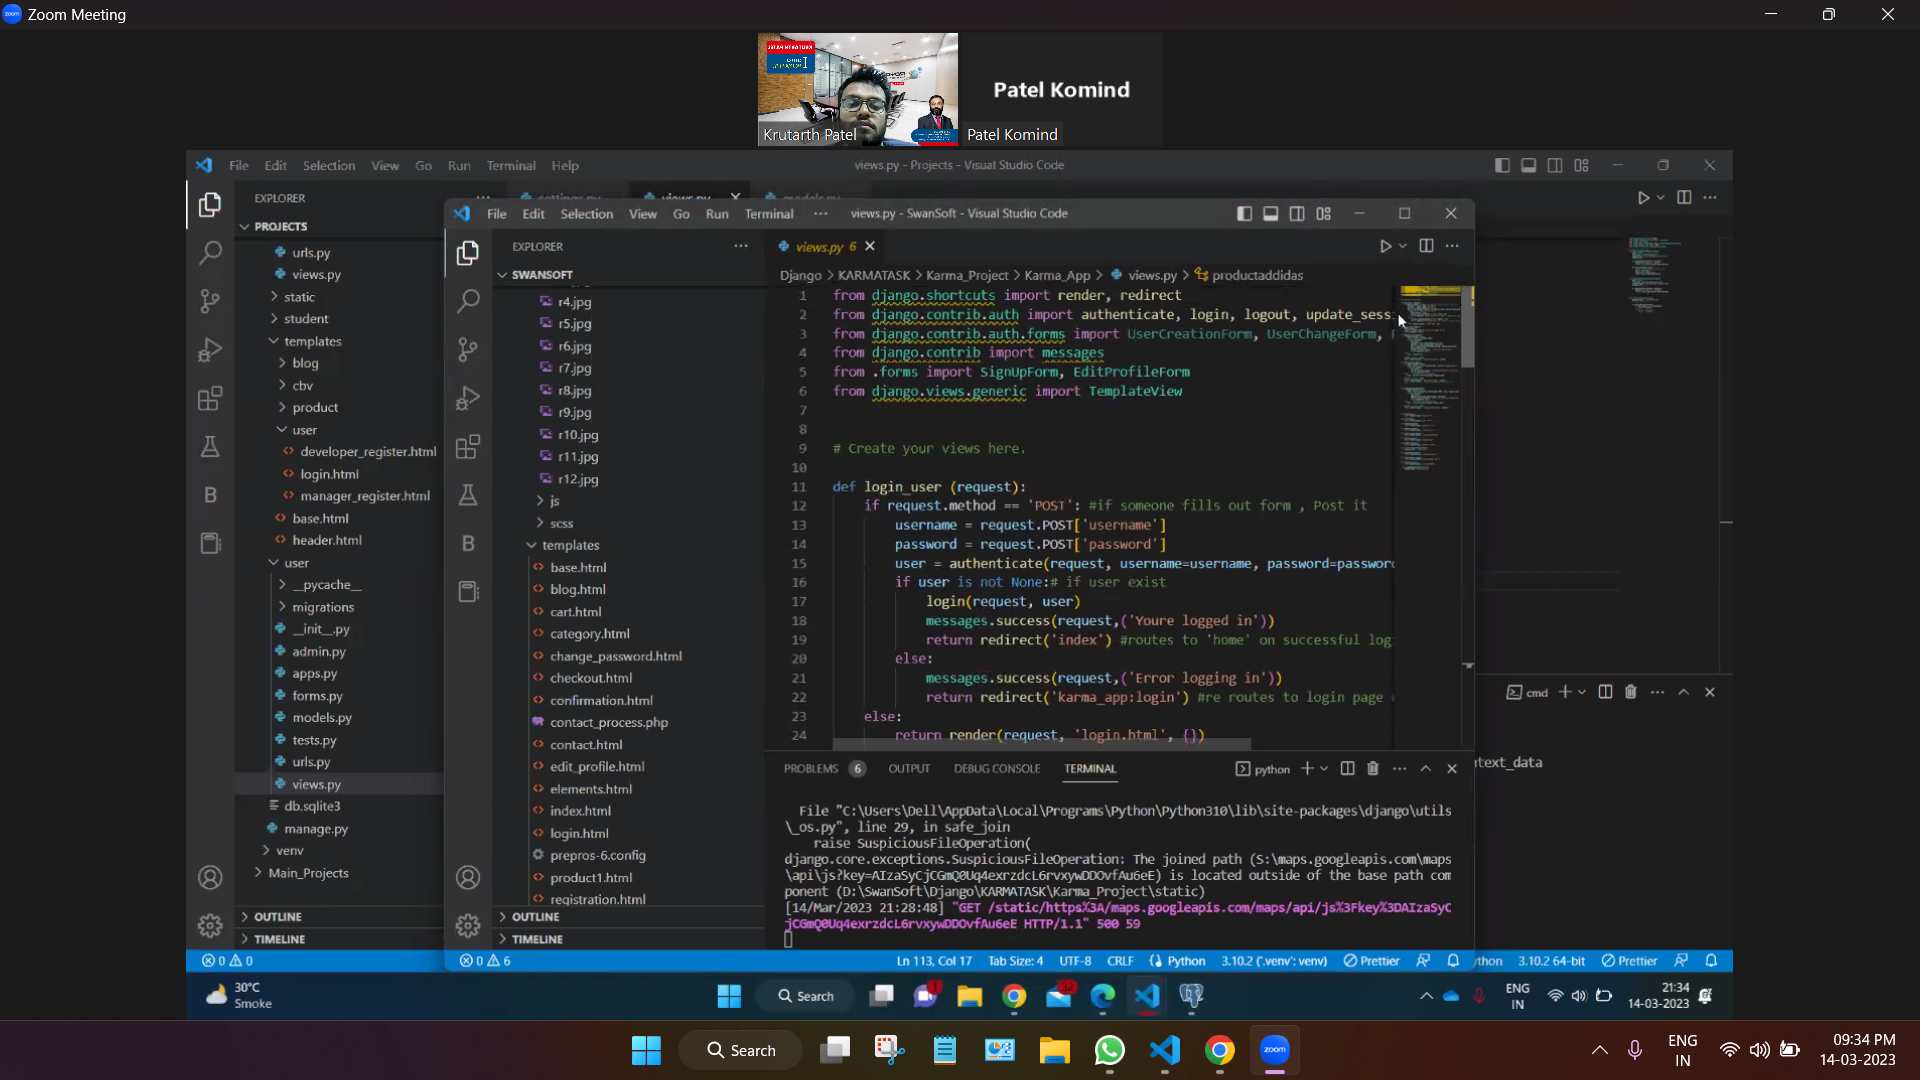 Zoom Meeting
Krutarth Patel
Patel Komind
Patel Komind
File Edit Selection View Go Run Terminal Help
views.py - Projects - Visual Studio Code
EXPLORER
PROJECTS
urls.py
views.py
static
student
templates
blog
cbv
product
user
developer_register.html
login.html
manager_register.html
base.html
header.html
user
__pycache__
migrations
__init__.py
admin.py
apps.py
forms.py
models.py
tests.py
urls.py
views.py
db.sqlite3
manage.py
venv
Main_Projects
OUTLINE
TIMELINE
0 0
File Edit Selection View Go Run Terminal ···
views.py - SwanSoft - Visual Studio Code
EXPLORER
SWANSOFT
r4.jpg
r5.jpg
r6.jpg
r7.jpg
r8.jpg
r9.jpg
r10.jpg
r11.jpg
r12.jpg
js
scss
templates
base.html
blog.html
cart.html
category.html
change_password.html
checkout.html
confirmation.html
contact_process.php
contact.html
edit_profile.html
elements.html
index.html
login.html
prepros-6.config
product1.html
registration.html
OUTLINE
TIMELINE
views.py 6
Django > KARMATASK > Karma_Project > Karma_App > views.py > productaddidas
1 from django.shortcuts import render, redirect
2 from django.contrib.auth import authenticate, login, logout, update_sess
3 from django.contrib.auth.forms import UserCreationForm, UserChangeForm,
4 from django.contrib import messages
5 from .forms import SignUpForm, EditProfileForm
6 from django.views.generic import TemplateView
7
8
9 # Create your views here.
10
11 def login_user (request):
12 if request.method == 'POST': #if someone fills out form , Post it
13 username = request.POST['username']
14 password = request.POST['password']
15 user = authenticate(request, username=username, password=passwor
16 if user is not None:# if user exist
17 login(request, user)
18 messages.success(request,('Youre logged in'))
19 return redirect('index') #routes to 'home' on successful log
20 else:
21 messages.success(request,('Error logging in'))
22 return redirect('karma_app:login') #re routes to login page
23 else:
24 return render(request, 'login.html', {})
PROBLEMS 6 OUTPUT DEBUG CONSOLE TERMINAL
python
File "C:\Users\Dell\AppData\Local\Programs\Python\Python310\lib\site-packages\django\utils
\_os.py", line 29, in safe_join
raise SuspiciousFileOperation(
django.core.exceptions.SuspiciousFileOperation: The joined path (S:\maps.googleapis.com\maps
\api\js?key=AIzaSyCjCGmQ0Uq4exrzdcL6rvxywDDOvfAu6eE) is located outside of the base path com
ponent (D:\SwanSoft\Django\KARMATASK\Karma_Project\static)
[14/Mar/2023 21:28:48] "GET /static/https%3A/maps.googleapis.com/maps/api/js%3Fkey%3DAIzaSyC
jCGmQ0Uq4exrzdcL6rvxywDDOvfAu6eE HTTP/1.1" 500 59
0 6
Ln 113, Col 17 Tab Size: 4 UTF-8 CRLF Python 3.10.2 ('.venv': venv) Prettier
cmd
ntext_data
ython 3.10.2 64-bit Prettier
30°C
Smoke
Search
ENG
IN
21:34
14-03-2023
Search
zoom
ENG
IN
09:34 PM
14-03-2023